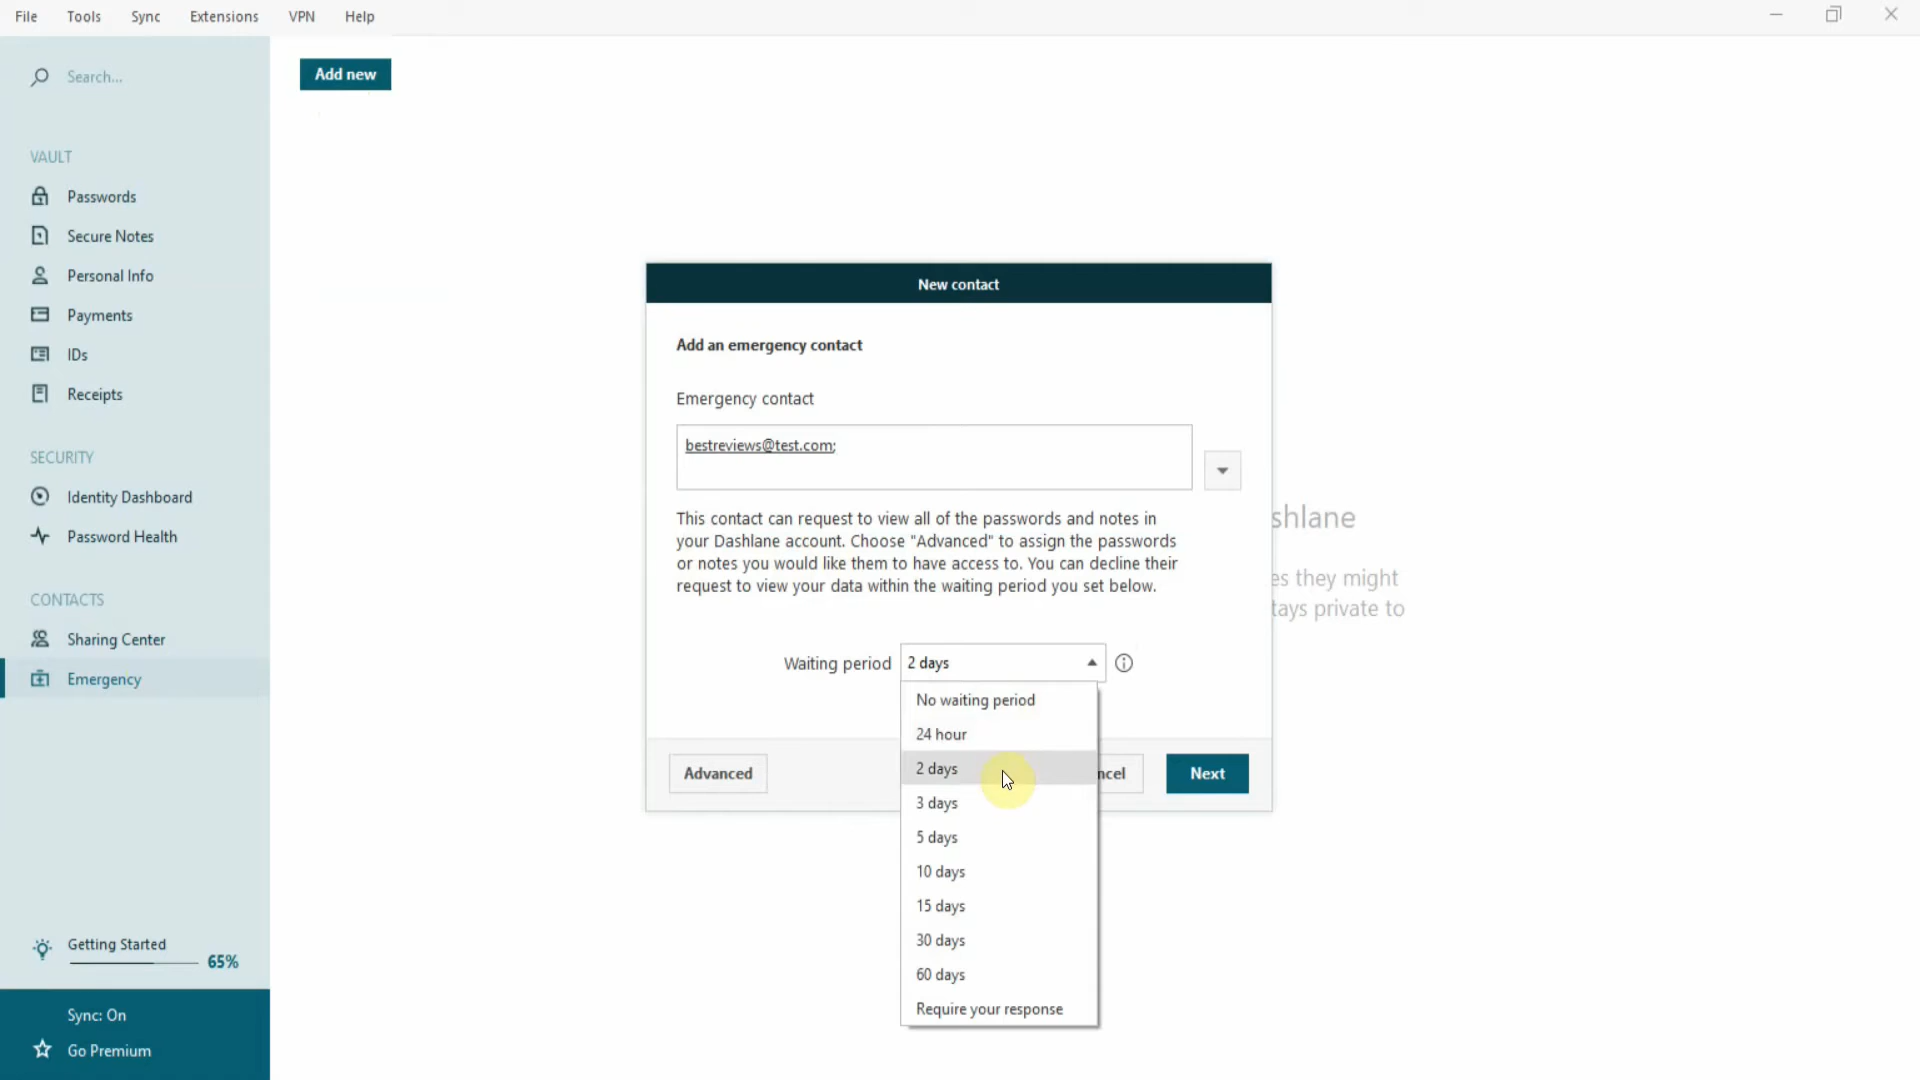 File Tools Sync Extensions VPN Help
Search...
Add new
VAULT
Passwords
Secure Notes
Personal Info
Payments
IDs
Receipts
SECURITY
Identity Dashboard
Password Health
CONTACTS
Sharing Center
Emergency
Getting Started
65%
Sync: On
Go Premium
New contact
Add an emergency contact
Emergency contact
bestreviews@test.com;
This contact can request to view all of the passwords and notes in
your Dashlane account. Choose "Advanced" to assign the passwords
or notes you would like them to have access to. You can decline their
request to view your data within the waiting period you set below.
Waiting period 2 days
No waiting period
24 hour
2 days
3 days
5 days
10 days
15 days
30 days
60 days
Require your response
Advanced
ncel
Next
shlane
es they might
tays private to